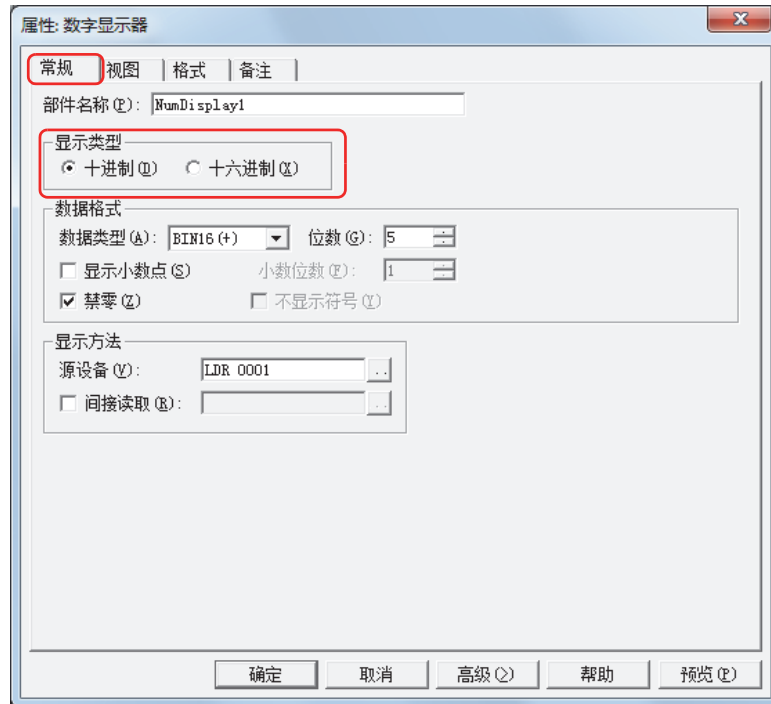 属性: 数字显示器
常规 视图 格式 备注
部件名称(P): NumDisplay1
显示类型
十进制(D) 十六进制(X)
数据格式
数据类型(A): BIN16(+) 位数(G): 5
显示小数点(S) 小数位数(F): 1
禁零(Z) 不显示符号(Y)
显示方法
源设备(V): LDR 0001 ..
间接读取(R): ..
确定 取消 高级(>) 帮助 预览(P)